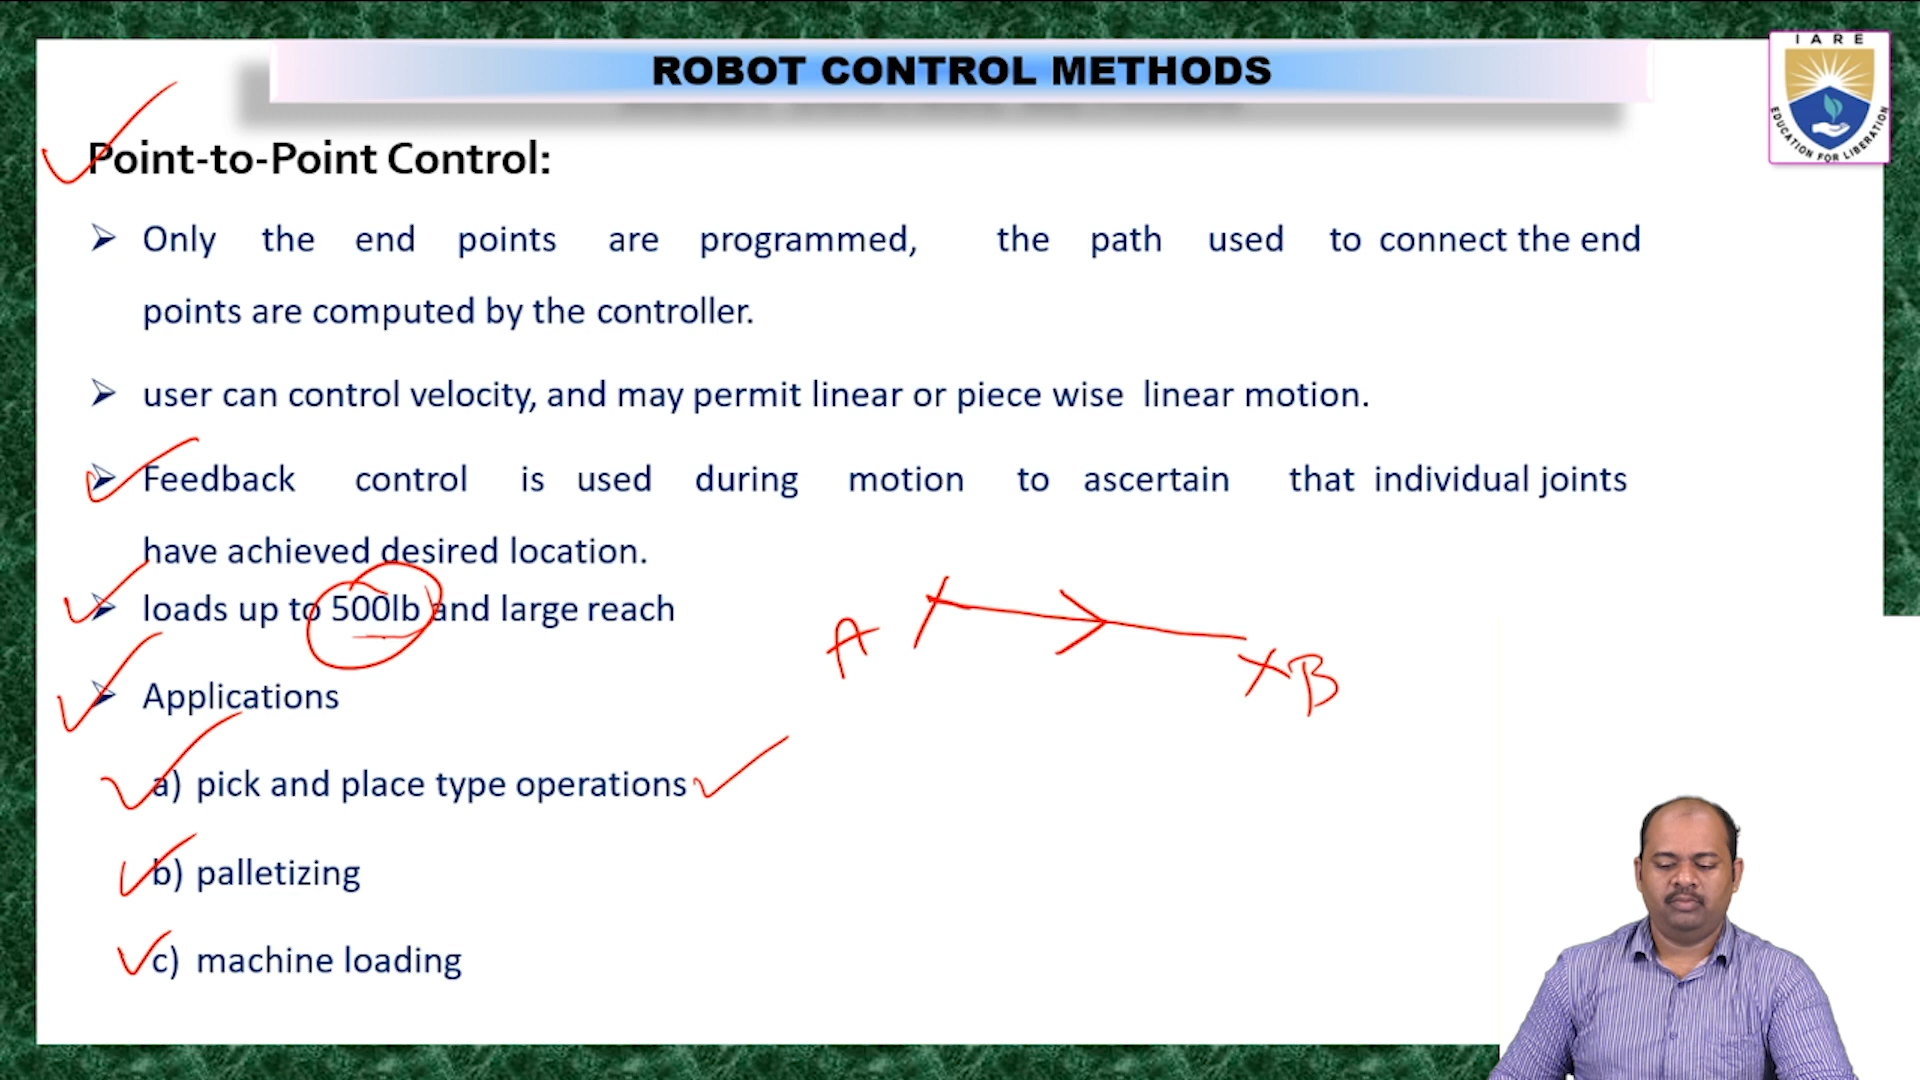 ROBOT CONTROL METHODS
IARE
EDUCATION FOR LIBERATION
Point-to-Point Control:
Only the end points are programmed, the path used to connect the end
points are computed by the controller.
user can control velocity, and may permit linear or piece wise linear motion.
Feedback control is used during motion to ascertain that individual joints
have achieved desired location.
loads up to 500lb and large reach
A
B
Applications
a) pick and place type operations
b) palletizing
c) machine loading